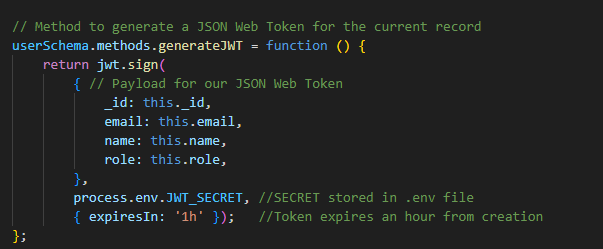 // Method to generate a JSON Web Token for the current record
userSchema.methods.generateJWT = function () {
    return jwt.sign(
        { // Payload for our JSON Web Token
            _id: this._id,
            email: this.email,
            name: this.name,
            role: this.role,
        },
        process.env.JWT_SECRET, //SECRET stored in .env file
        { expiresIn: '1h' });   //Token expires an hour from creation
};